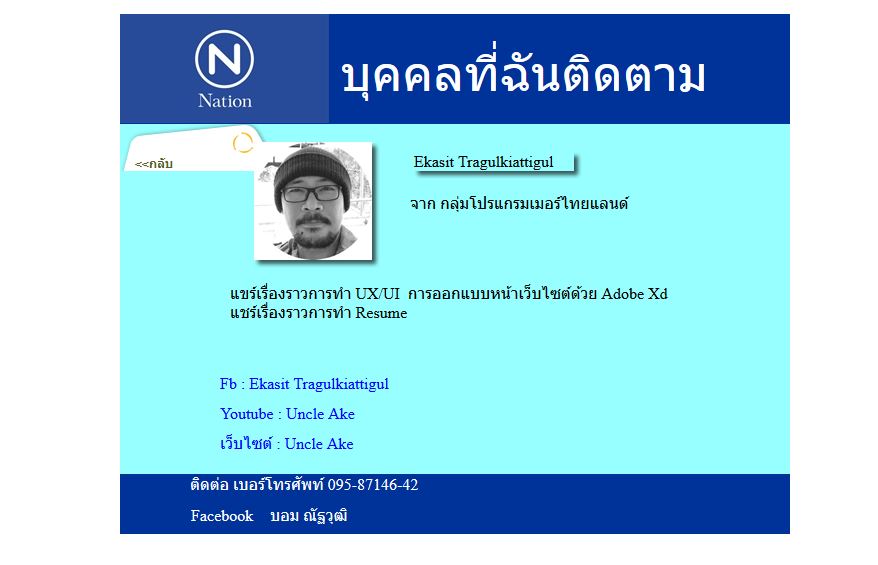 Nation
บุคคลที่ฉันติดตาม
<<กลับ
Ekasit Tragulkiattigul
จาก กลุ่มโปรแกรมเมอร์ไทยแลนด์
แชร์เรื่องราวการทำ UX/UI การออกแบบหน้าเว็บไซต์ด้วย Adobe Xd
แชร์เรื่องราวการทำ Resume
Fb : Ekasit Tragulkiattigul
Youtube : Uncle Ake
เว็บไซต์ : Uncle Ake
ติดต่อ เบอร์โทรศัพท์ 095-87146-42
Facebook บอม ณัฐวุฒิ